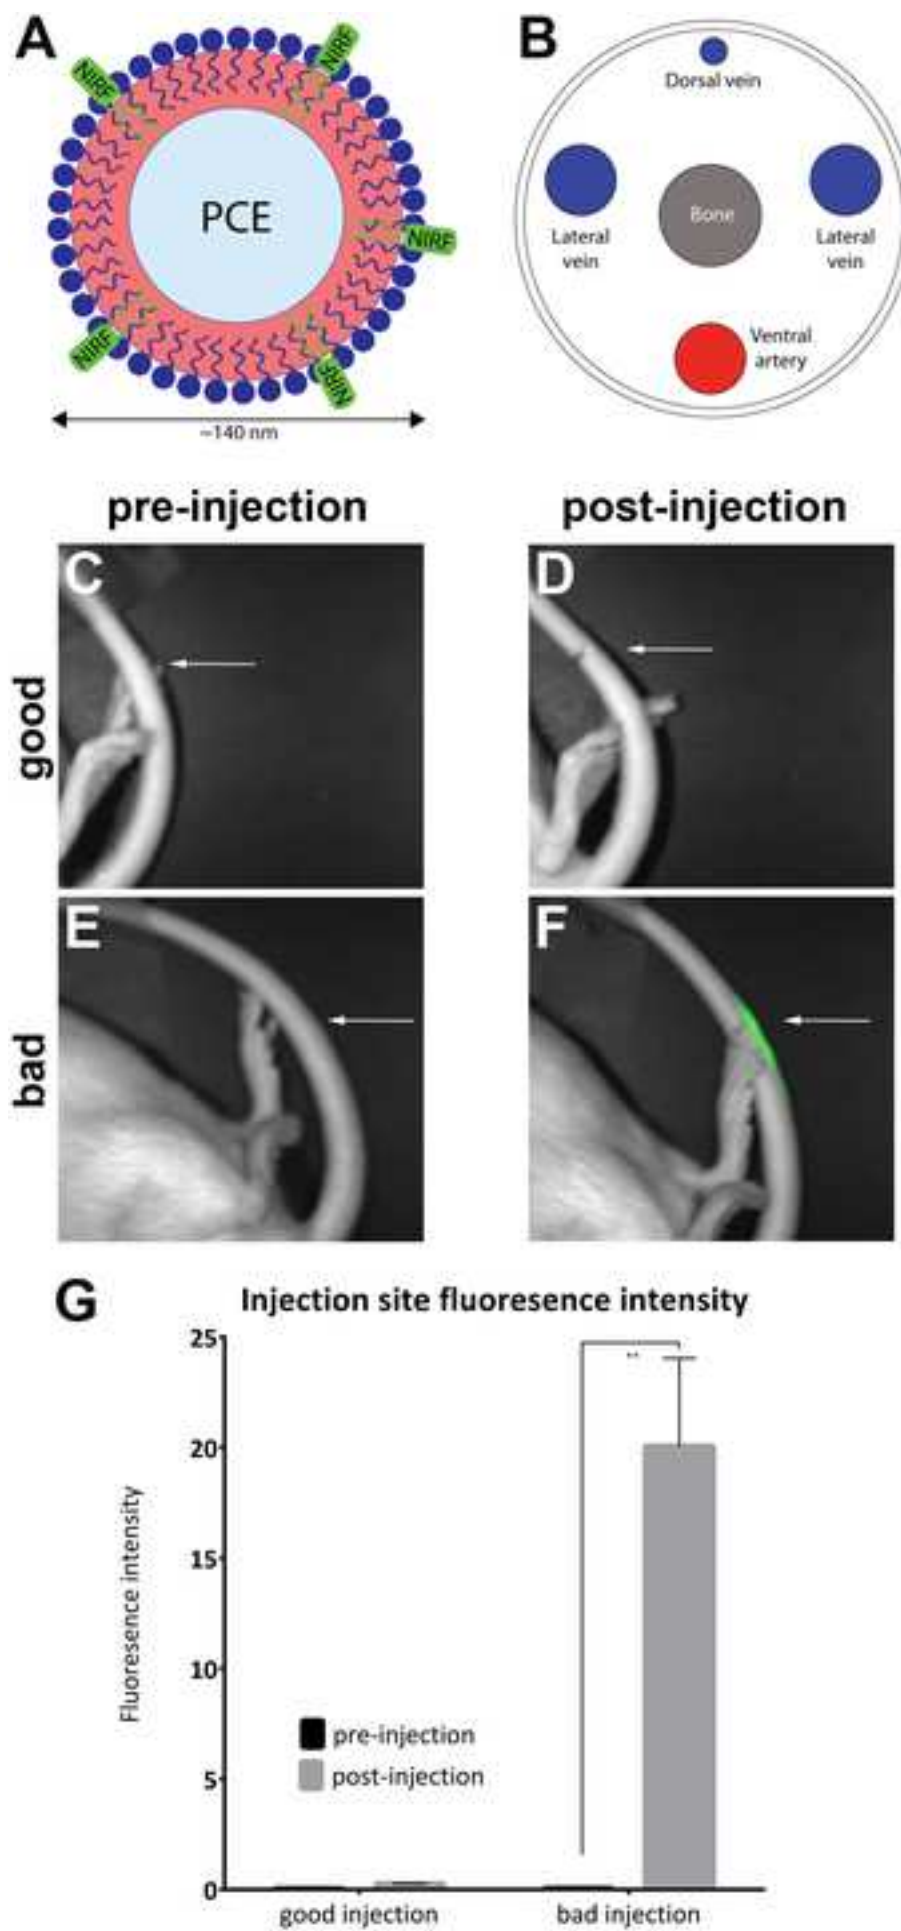 A
NIRF
NIRF
NIRF
NIRF
NIRF
PCE
~140 nm
B
Dorsal vein
Bone
Lateral
vein
Lateral
vein
Ventral
artery
pre-injection
post-injection
good
C
D
bad
E
F
G
Injection site fluoresence intensity
Fluoresence intensity
25
20
15
10
5
0
**
pre-injection
post-injection
good injection
bad injection